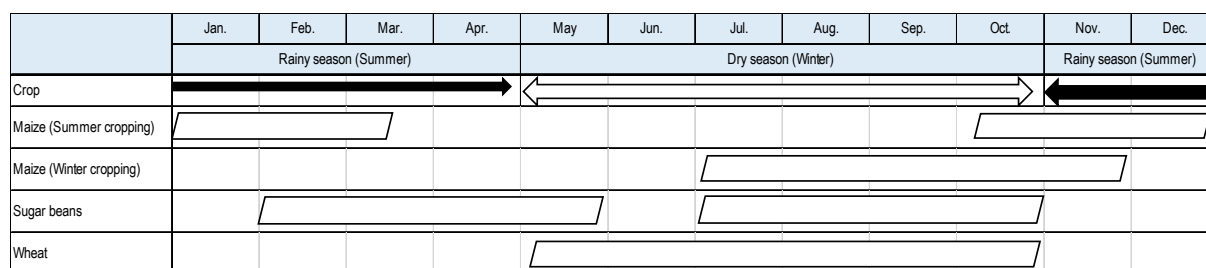 Jan. Feb. Mar. Apr. May Jun. Jul. Aug. Sep. Oct. Nov. Dec.
Rainy season (Summer) Dry season (Winter) Rainy season (Summer)
Crop
Maize (Summer cropping)
Maize (Winter cropping)
Sugar beans
Wheat